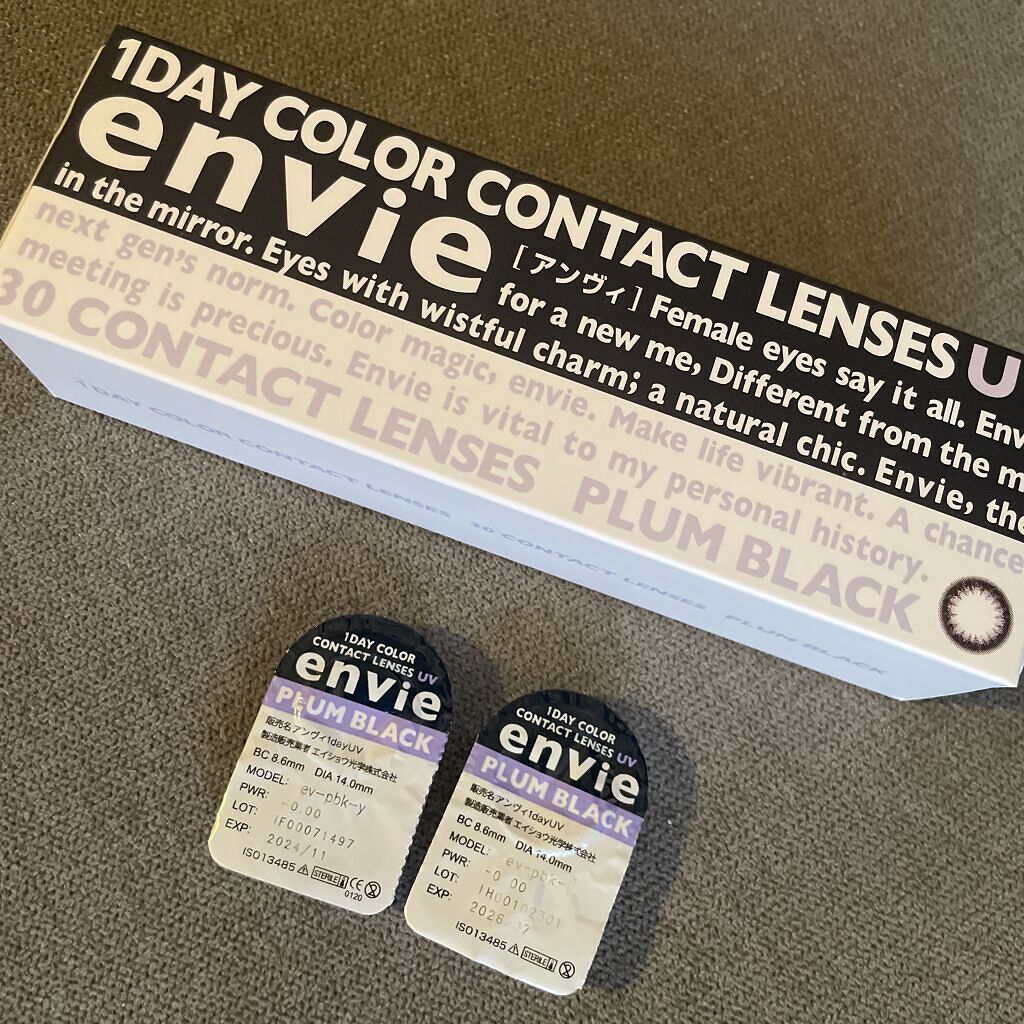 1DAY COLOR CONTACT LENSES U
envie [アンヴィ] Female eyes say it all. Env
for a new me, Different from the m
in the mirror. Eyes with wistful charm; a natural chic. Envie, the
next gen's norm. Color magic, envie. Make life vibrant. A chance
meeting is precious. Envie is vital to my personal history.
30 CONTACT LENSES PLUM BLACK
1DAY COLOR CONTACT LENSES 30 CONTACT LENSES PLUM BLACK
1DAY COLOR
CONTACT LENSES UV
envie
PLUM BLACK
販売名 アンヴィ1dayUV
製造販売業者 エイショウ光学株式会社
BC 8.6mm DIA 14.0mm
MODEL: ev-pbk-y
PWR: -0.00
LOT: IF00071497
EXP: 2024/11
ISO13485 STERILE CE
0120
1DAY COLOR
CONTACT LENSES UV
envie
PLUM BLACK
販売名 アンヴィ1dayUV
製造販売業者 エイショウ光学株式会社
BC 8.6mm DIA 14.0mm
MODEL: ev-pbk-
PWR: -0.00
LOT: IH00102301
EXP: 2026/07
ISO13485 STERILE